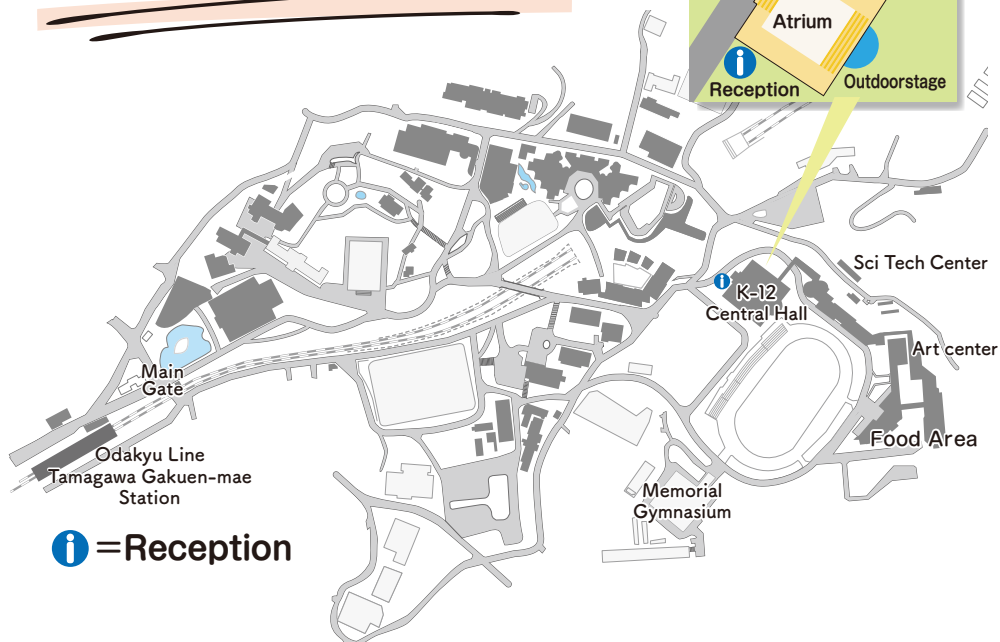 Atrium
Reception
Outdoorstage
Sci Tech Center
K-12
Central Hall
Art center
Main
Gate
Food Area
Odakyu Line
Tamagawa Gakuen-mae
Station
Memorial
Gymnasium
i =Reception